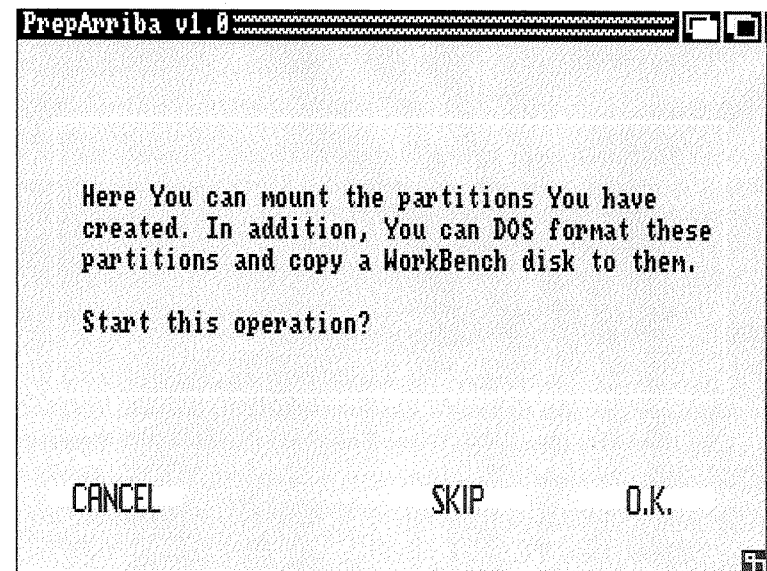 PrepArriba v1.0
Here You can mount the partitions You have
created. In addition, You can DOS format these
partitions and copy a WorkBench disk to them.
Start this operation?
CANCEL SKIP O.K.